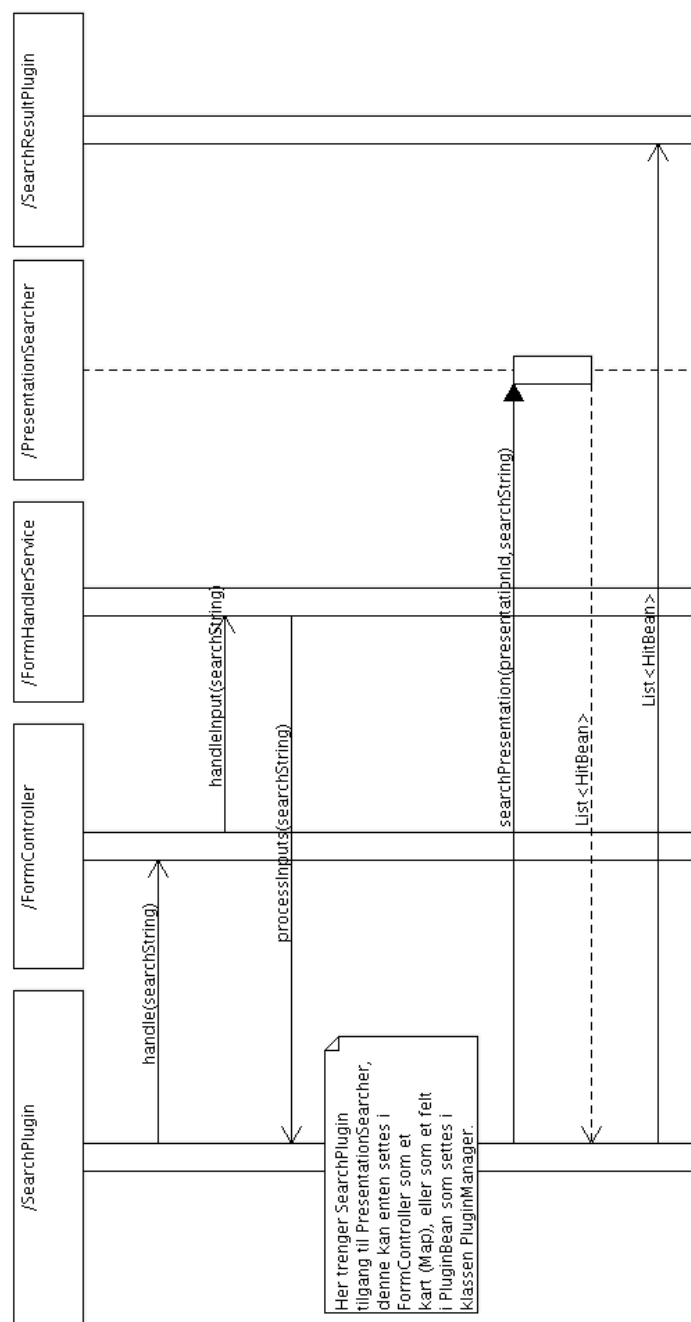 /SearchPlugin
/FormController
/FormHandlerService
/PresentationSearcher
/SearchResultPlugin
handle(searchString)
handleInput(searchString)
processInputs(searchString)
Her trenger SearchPlugin
tilgang til PresentationSearcher,
denne kan enten settes i
FormController som et
kart (Map), eller som et felt
i PluginBean som settes i
klassen PluginManager.
searchPresentation(presentationId,searchString)
List<HitBean>
List<HitBean>